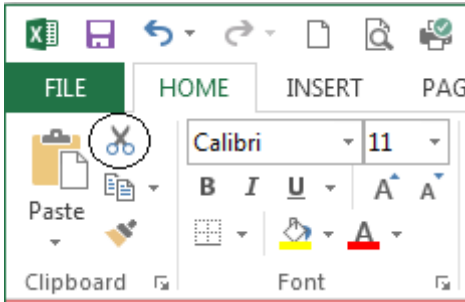 FILE HOME INSERT PAG
Calibri 11
B I U A A
Paste A
Clipboard Font